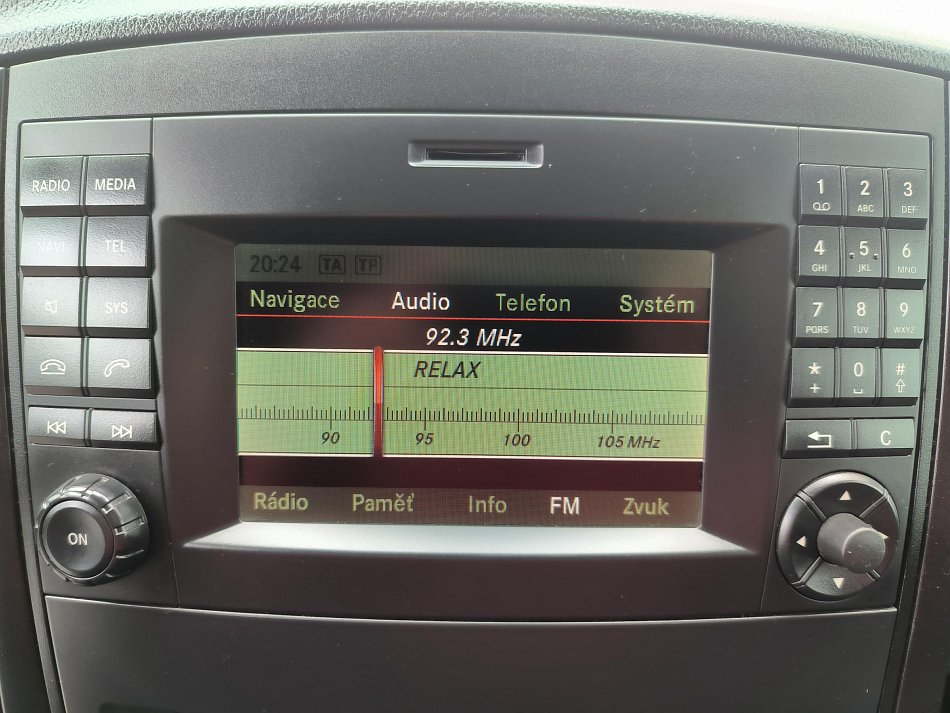 RADIO MEDIA
NAVI TEL
SYS
ON
20:24 TA TP
Navigace Audio Telefon Systém
92.3 MHz
RELAX
90 95 100 105 MHz
Rádio Paměť Info FM Zvuk
1 2 ABC 3 DEF
4 GHI 5 JKL 6 MNO
7 PQRS 8 TUV 9 WXYZ
* + 0 #
C